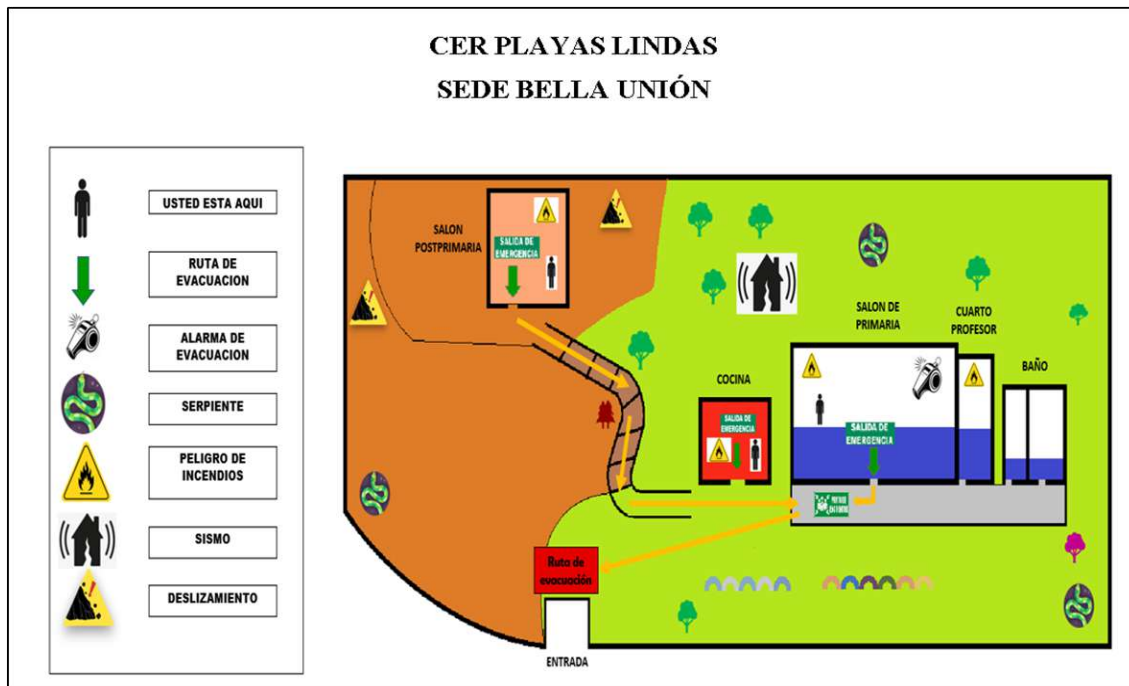 CER PLAYAS LINDAS
SEDE BELLA UNIÓN
USTED ESTA AQUI
RUTA DE
EVACUACION
ALARMA DE
EVACUACION
SERPIENTE
PELIGRO DE
INCENDIOS
SISMO
DESLIZAMIENTO
SALON
POSTPRIMARIA
SALIDA DE
EMERGENCIA
SALON DE
PRIMARIA
CUARTO
PROFESOR
BAÑO
COCINA
SALIDA DE
EMERGENCIA
SALIDA DE
EMERGENCIA
Ruta de
evacuación
ENTRADA